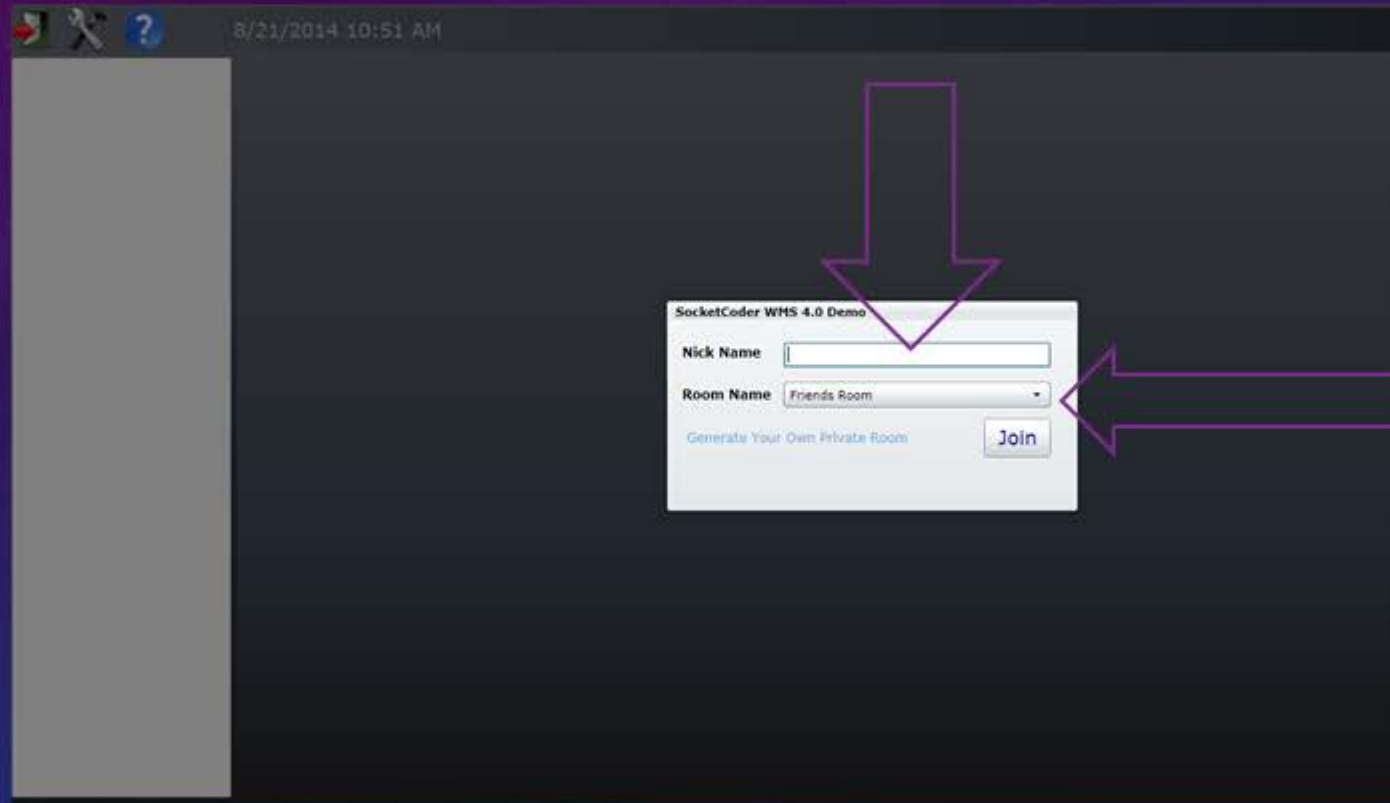 8/21/2014 10:51 AM
SocketCoder WMS 4.0 Demo
Nick Name
Room Name Friends Room
Generate Your Own Private Room Join